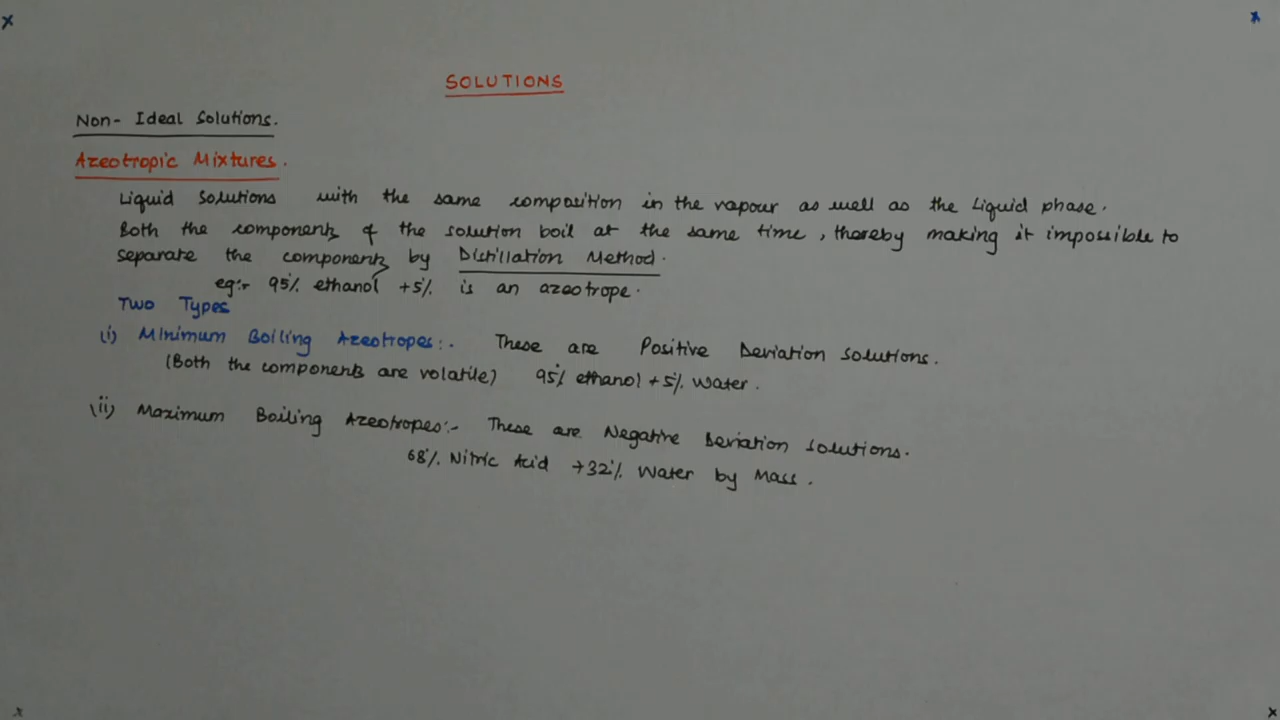 SOLUTIONS
Non- Ideal Solutions.
Azeotropic Mixtures.
Liquid Solutions with the same composition in the vapour as well as the Liquid phase.
Both the components of the solution boil at the same time, thereby making it impossible to
separate the components by Distillation Method.
eg:- 95% ethanol +5% is an azeotrope.
Two Types
(i) Minimum Boiling Azeotropes:- These are Positive Deviation Solutions.
(Both the components are volatile) 95% ethanol +5% Water.
(ii) Maximum Boiling Azeotropes:- These are Negative Deviation Solutions.
68% Nitric Acid +32% Water by Mass.